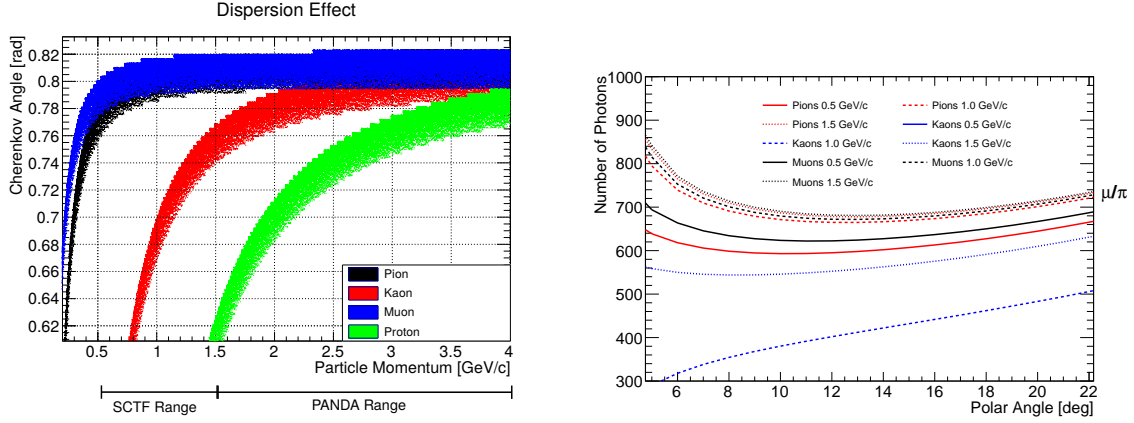 Dispersion Effect
Cherenkov Angle [rad]
0.82
0.8
0.78
0.76
0.74
0.72
0.7
0.68
0.66
0.64
0.62
Pion
Kaon
Muon
Proton
0.5 1 1.5 2 2.5 3 3.5 4
Particle Momentum [GeV/c]
SCTF Range PANDA Range
Number of Photons
1000
900
800
700
600
500
400
300
Pions 0.5 GeV/c Pions 1.0 GeV/c
Pions 1.5 GeV/c Kaons 0.5 GeV/c
Kaons 1.0 GeV/c Kaons 1.5 GeV/c
Muons 0.5 GeV/c Muons 1.0 GeV/c
Muons 1.5 GeV/c
μ/π
6 8 10 12 14 16 18 20 22
Polar Angle [deg]